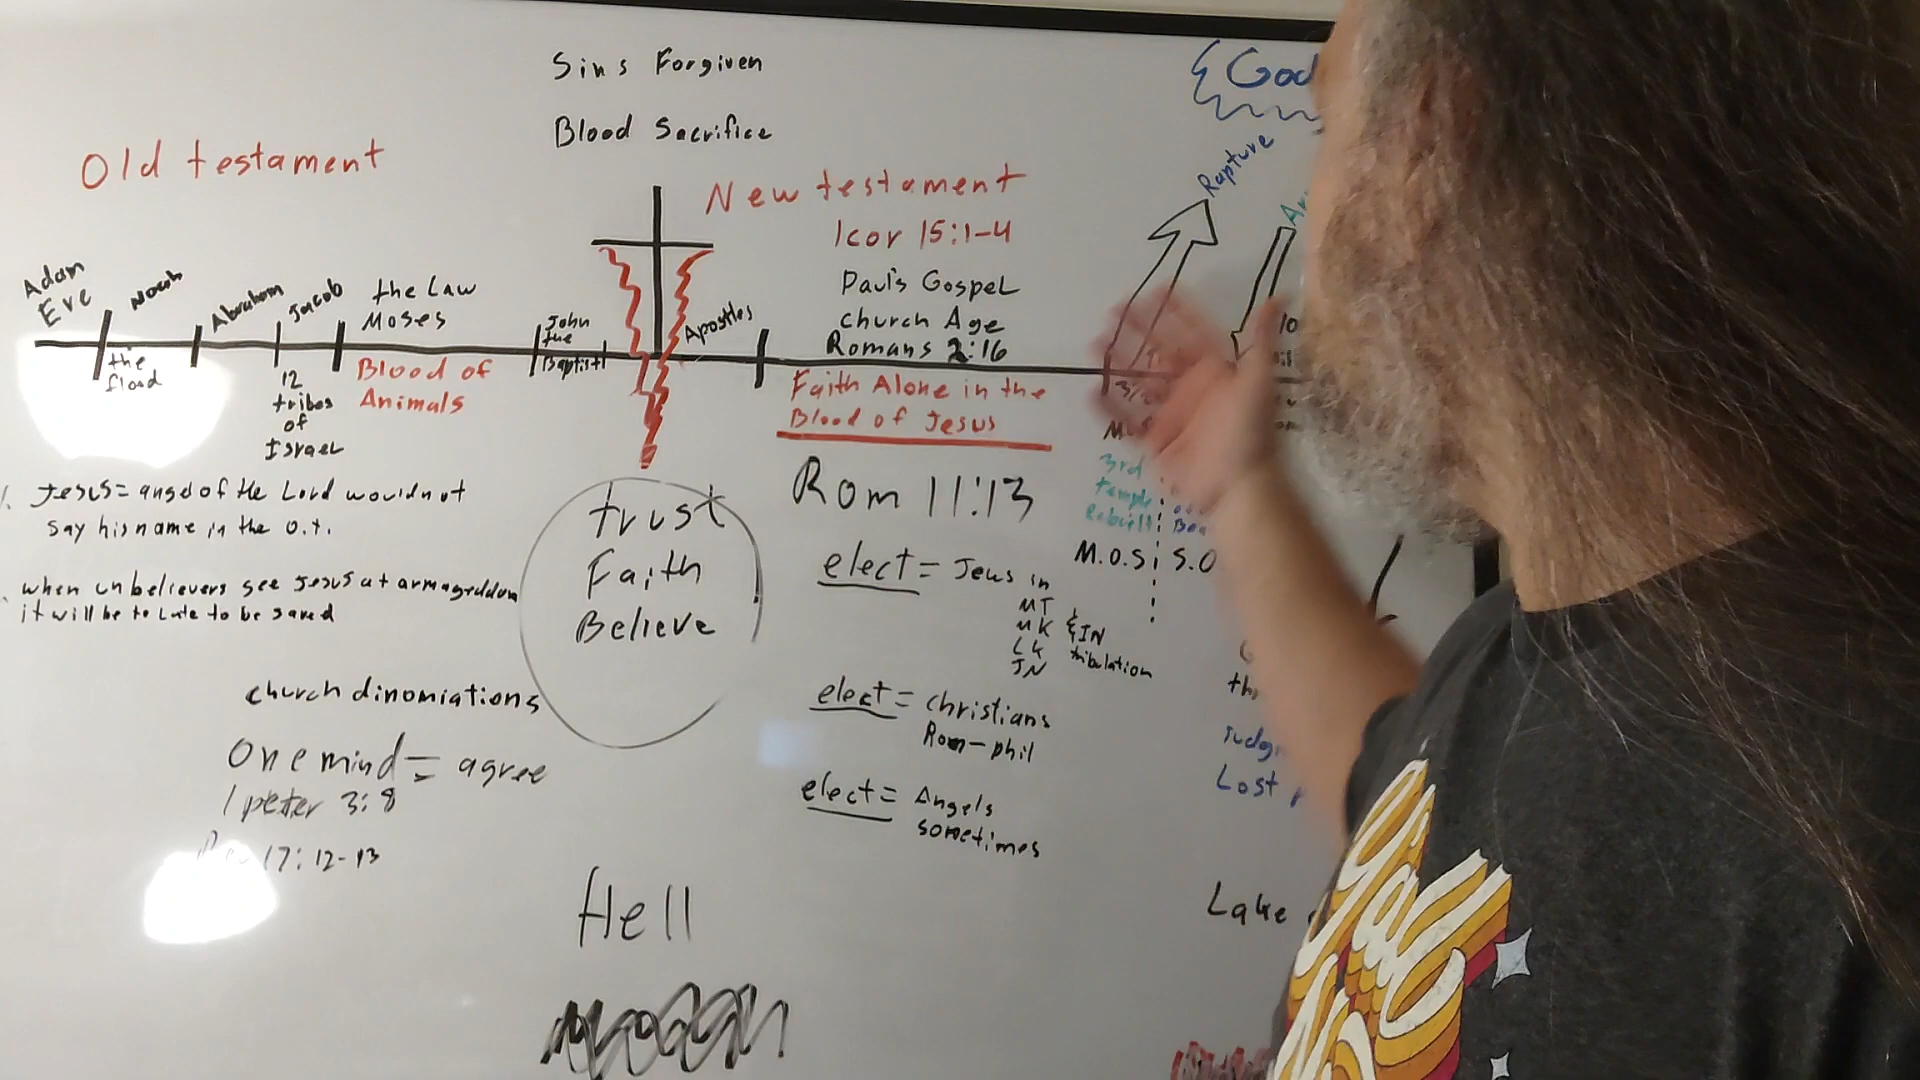 Sins Forgiven
Blood Sacrifice
Old testament
New testament
1cor 15:1-4
Paul's Gospel
church Age
Romans 2:16
God
Rapture
Adam
Eve
Noah
the
flood
Abraham
Jacob
12
tribes
of
Israel
the Law
Moses
Blood of
Animals
John
the
Baptist
Apostles
Faith Alone in the
Blood of Jesus
3rd
temple
Rebuilt
M.O.S
S.O
1. Jesus = angel of the Lord would not
say his name in the O.T.
when unbelievers see Jesus at armageddon
it will be to late to be saved
trust
Faith
Believe
Rom 11:13
elect = Jews in
MT
MK
LK
JN
& IN
tribulation
elect = christians
Rom-phil
elect = Angels
sometimes
church dinomiations
One mind = agree
1 peter 3:8
17:12-13
Hell
Lost
Lake